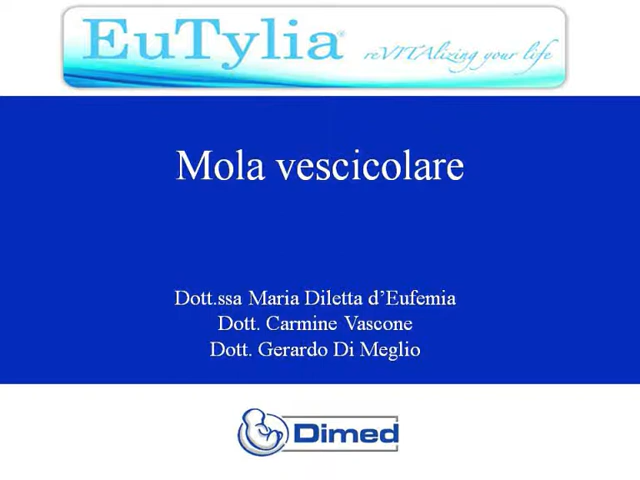 EuTylia® reVITAlizing your life
Mola vescicolare
Dott.ssa Maria Diletta d’Eufemia
Dott. Carmine Vascone
Dott. Gerardo Di Meglio
Dimed